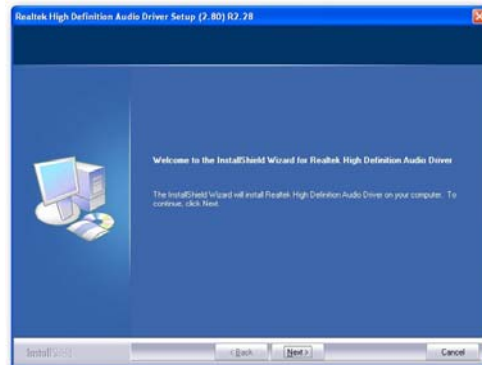 Realtek High Definition Audio Driver Setup (2.80) R2.28
Welcome to the InstallShield Wizard for Realtek High Definition Audio Driver
The InstallShield Wizard will install Realtek High Definition Audio Driver on your computer. To
continue, click Next
InstallShield
< Back
Next >
Cancel